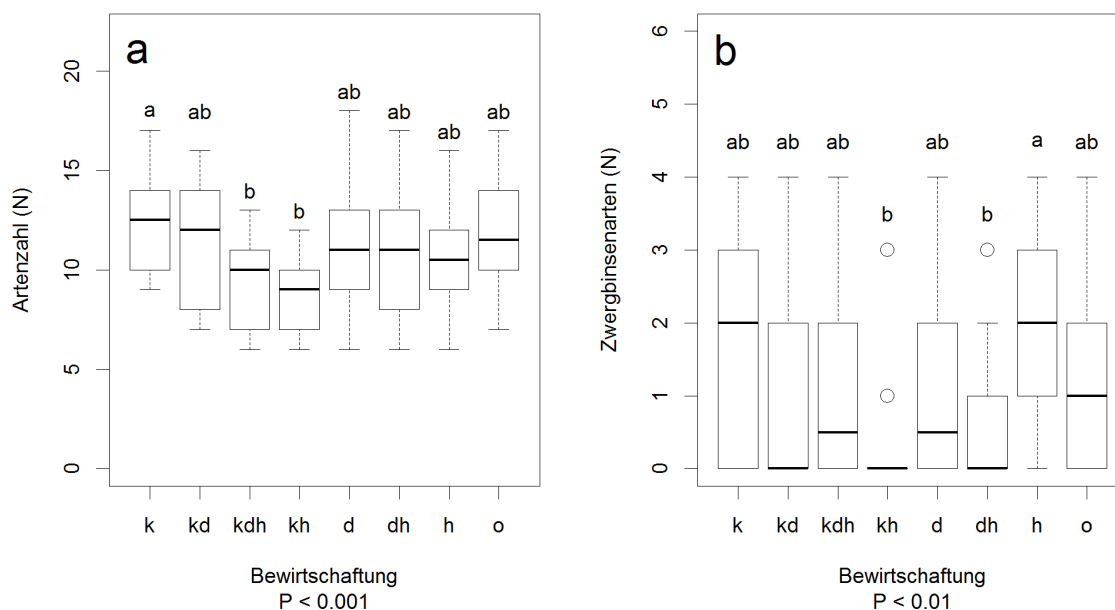 a
Artenzahl (N)
20
15
10
5
0
a
ab
b
b
ab
ab
ab
ab
k
kd
kdh
kh
d
dh
h
o
Bewirtschaftung
P < 0.001
b
Zwergbinsenarten (N)
6
5
4
3
2
1
0
ab
ab
ab
b
ab
b
a
ab
k
kd
kdh
kh
d
dh
h
o
Bewirtschaftung
P < 0.01